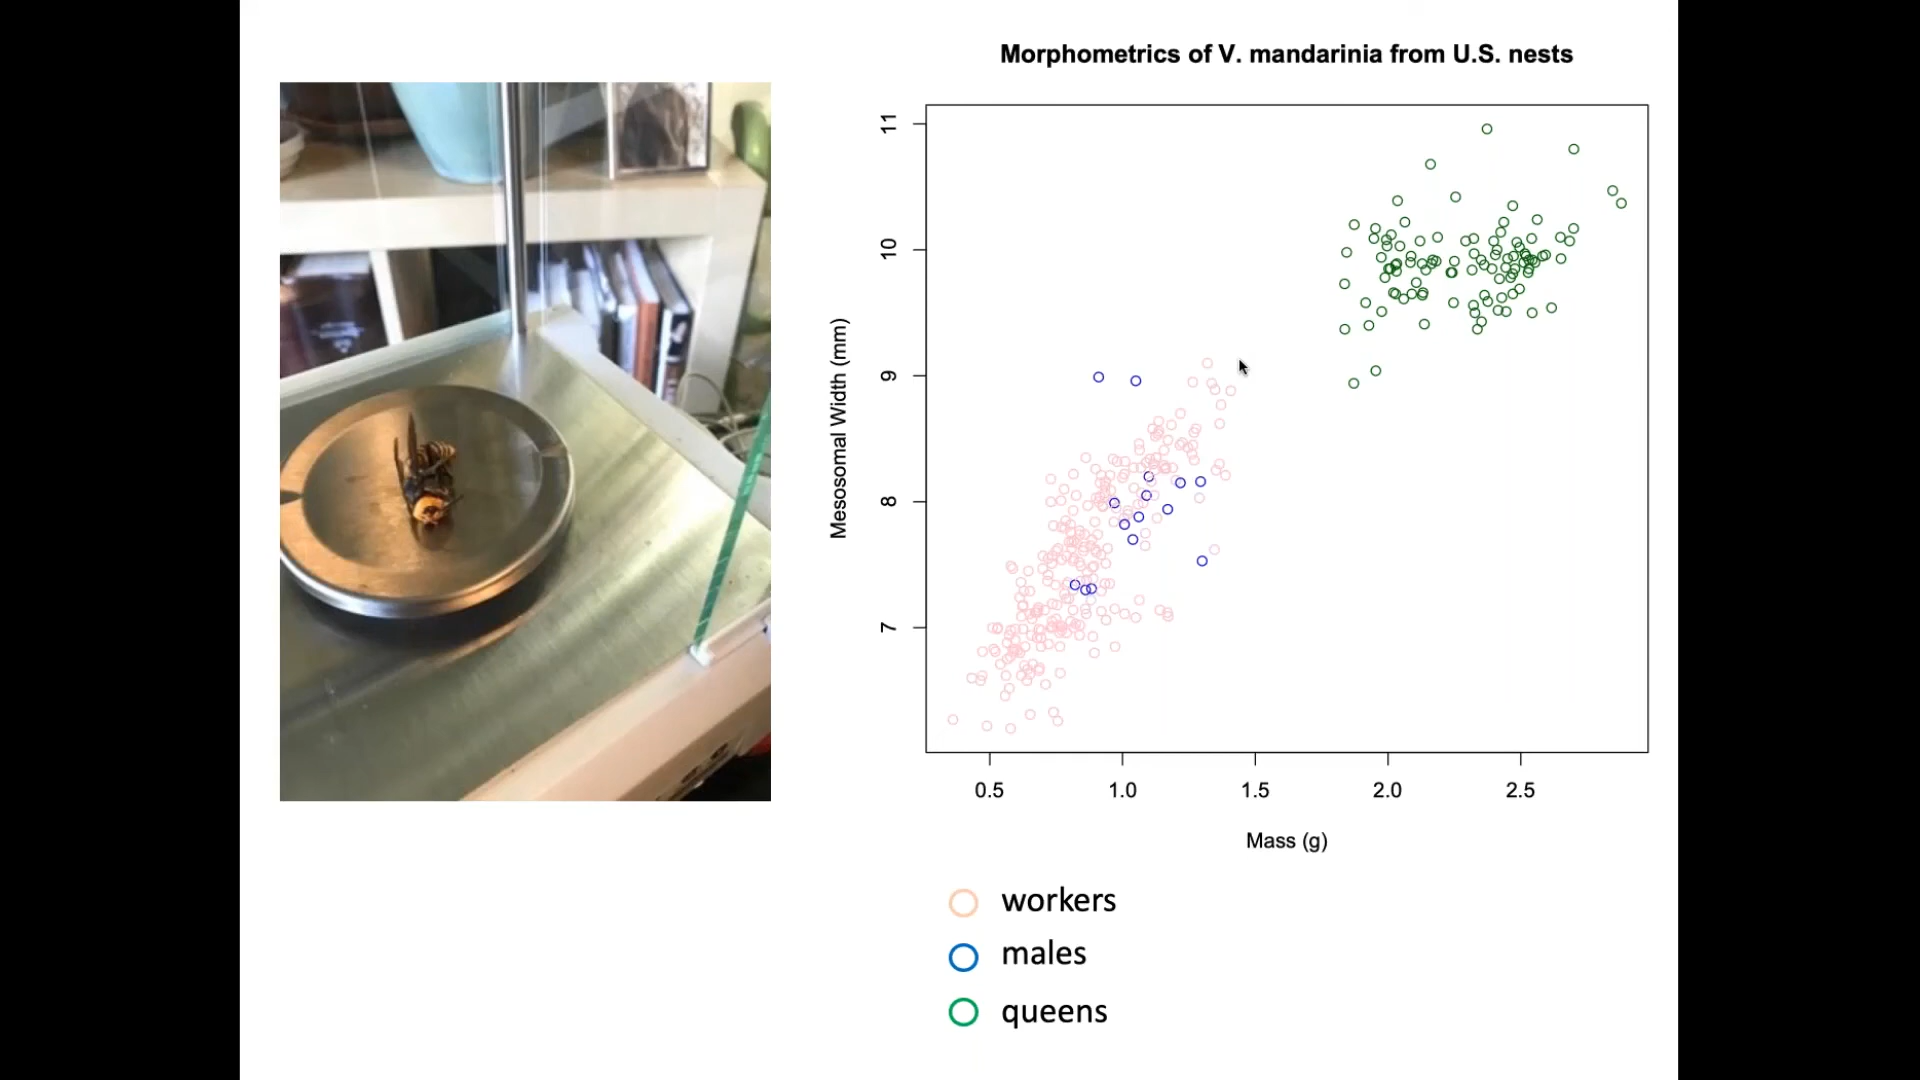 Morphometrics of V. mandarinia from U.S. nests
11
10
9
8
7
Mesosomal Width (mm)
0.5 1.0 1.5 2.0 2.5
Mass (g)
workers
males
queens